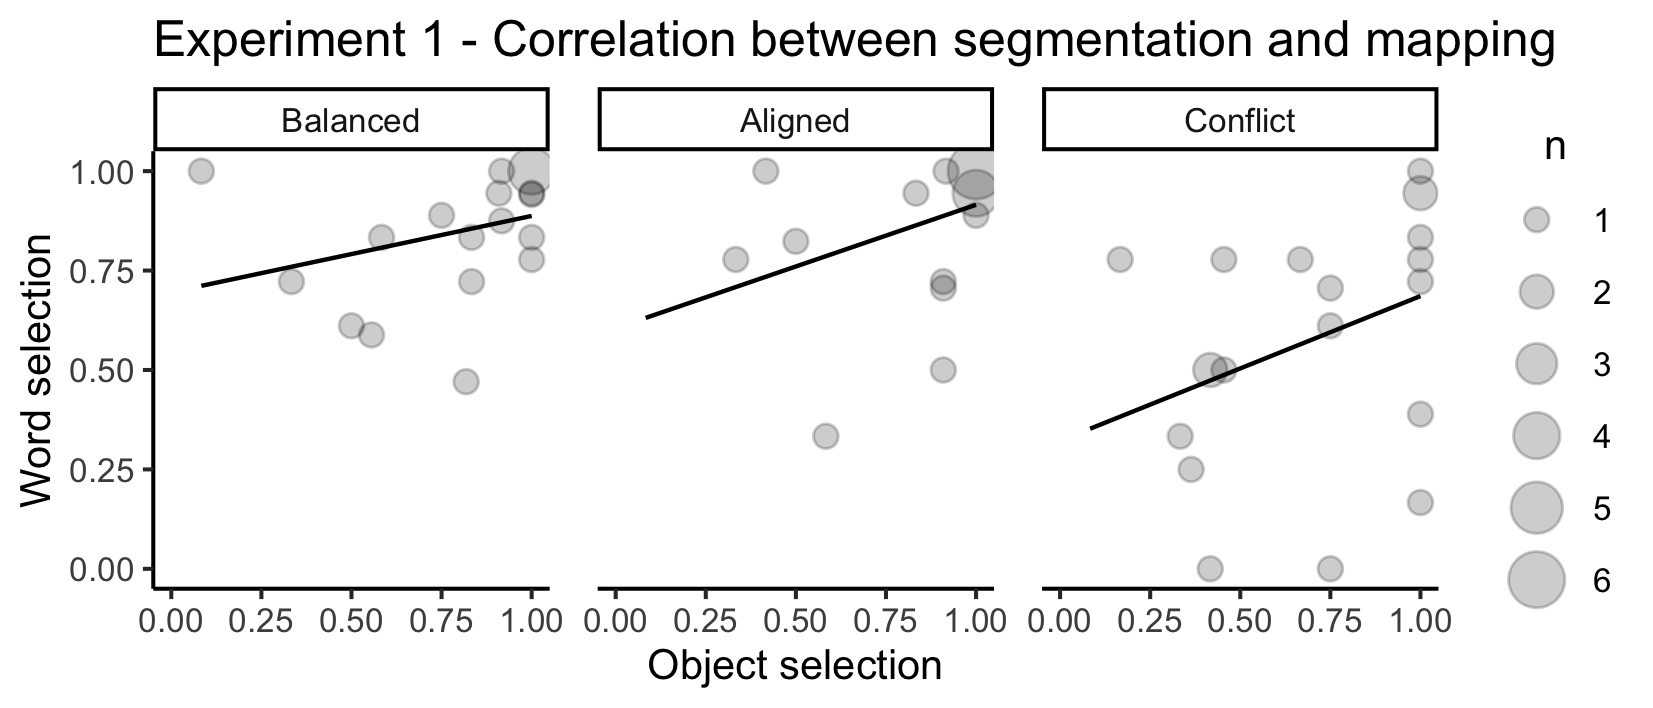 Experiment 1 - Correlation between segmentation and mapping
Balanced
Aligned
Conflict
n
1.00
0.75
0.50
0.25
0.00
Word selection
0.00 0.25 0.50 0.75 1.00
0.00 0.25 0.50 0.75 1.00
0.00 0.25 0.50 0.75 1.00
Object selection
1
2
3
4
5
6